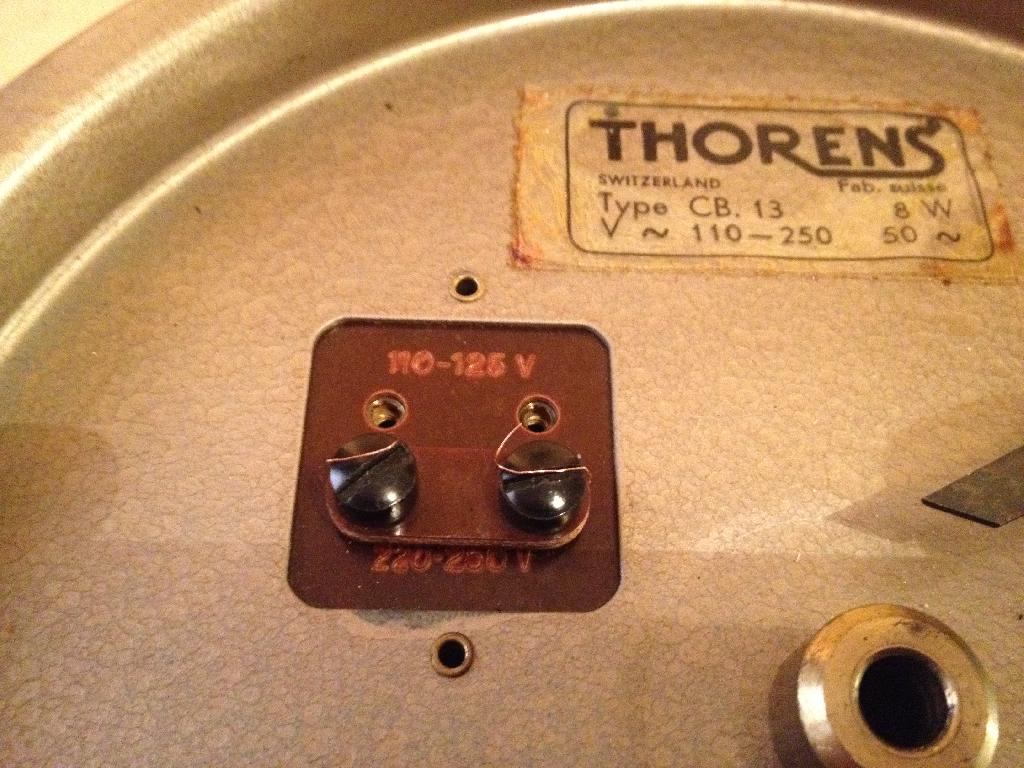 THORENS
SWITZERLAND Fab. suisse
Type CB. 13 8 W
V ~ 110-250 50 ~
110-125 V
220-250 V